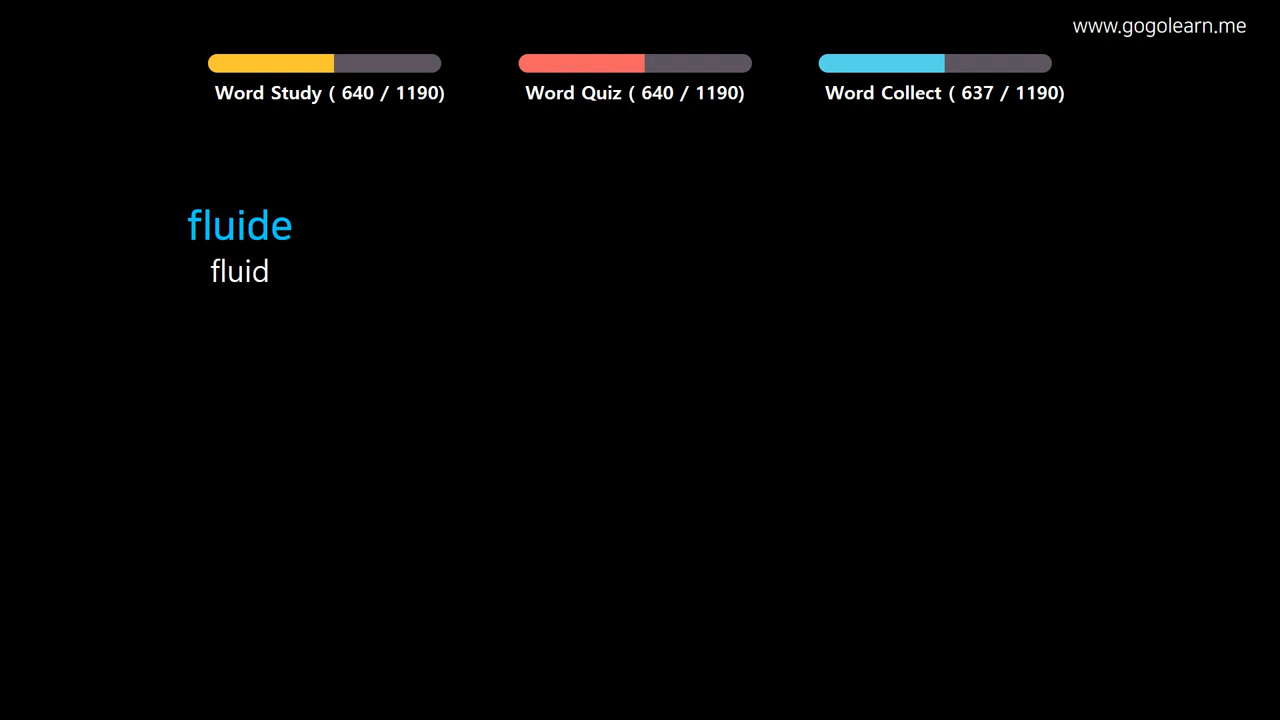 www.gogolearn.me
Word Study ( 640 / 1190)
Word Quiz ( 640 / 1190)
Word Collect ( 637 / 1190)
fluide
fluid